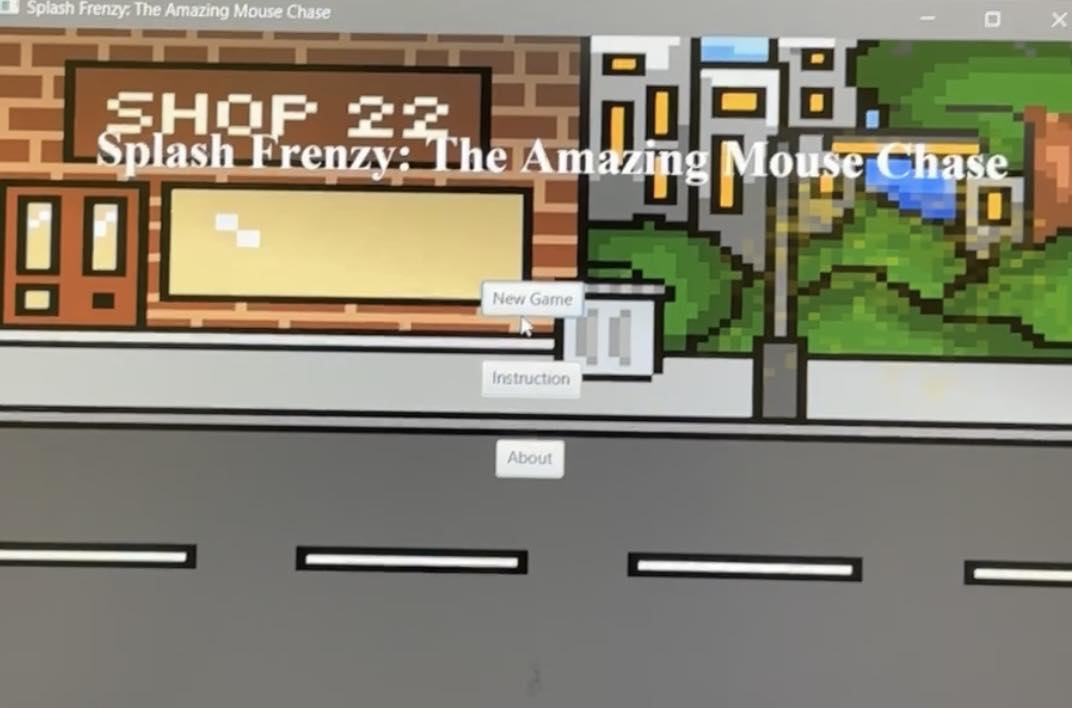 Splash Frenzy: The Amazing Mouse Chase
SHOP 22
Splash Frenzy: The Amazing Mouse Chase
New Game
Instruction
About